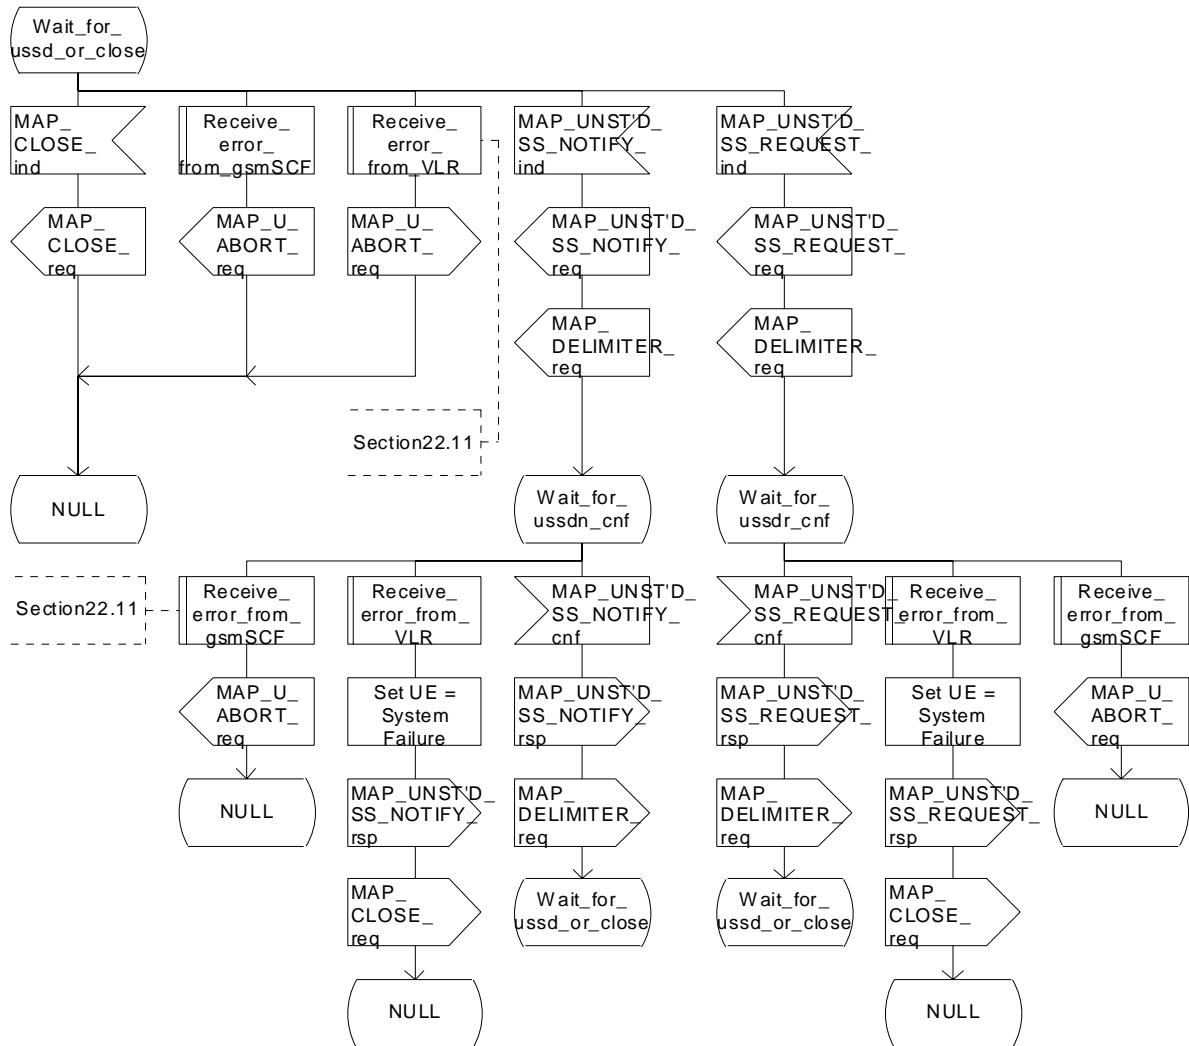 Wait_for_
ussd_or_close
MAP_
CLOSE_
ind
Receive_
error_
from_gsmSCF
Receive_
error_
from_VLR
MAP_UNST'D_
SS_NOTIFY_
ind
MAP_UNST'D_
SS_REQUEST_
ind
MAP_
CLOSE_
req
MAP_U_
ABORT_
req
MAP_U_
ABORT_
req
MAP_UNST'D_
SS_NOTIFY_
req
MAP_UNST'D_
SS_REQUEST_
req
MAP_
DELIMITER_
req
MAP_
DELIMITER_
req
Section22.11
NULL
Wait_for_
ussdn_cnf
Wait_for_
ussdr_cnf
Section22.11
Receive_
error_from_
gsmSCF
Receive_
error_from_
VLR
MAP_UNST'D_
SS_NOTIFY_
cnf
MAP_UNST'D_
SS_REQUEST_
cnf
Receive_
error_from_
VLR
Receive_
error_from_
gsmSCF
MAP_U_
ABORT_
req
Set UE =
System
Failure
MAP_UNST'D_
SS_NOTIFY_
rsp
MAP_UNST'D_
SS_REQUEST_
rsp
Set UE =
System
Failure
MAP_U_
ABORT_
req
NULL
MAP_UNST'D_
SS_NOTIFY_
rsp
MAP_
DELIMITER_
req
MAP_
DELIMITER_
req
MAP_UNST'D_
SS_REQUEST_
rsp
NULL
MAP_
CLOSE_
req
Wait_for_
ussd_or_close
Wait_for_
ussd_or_close
MAP_
CLOSE_
req
NULL
NULL